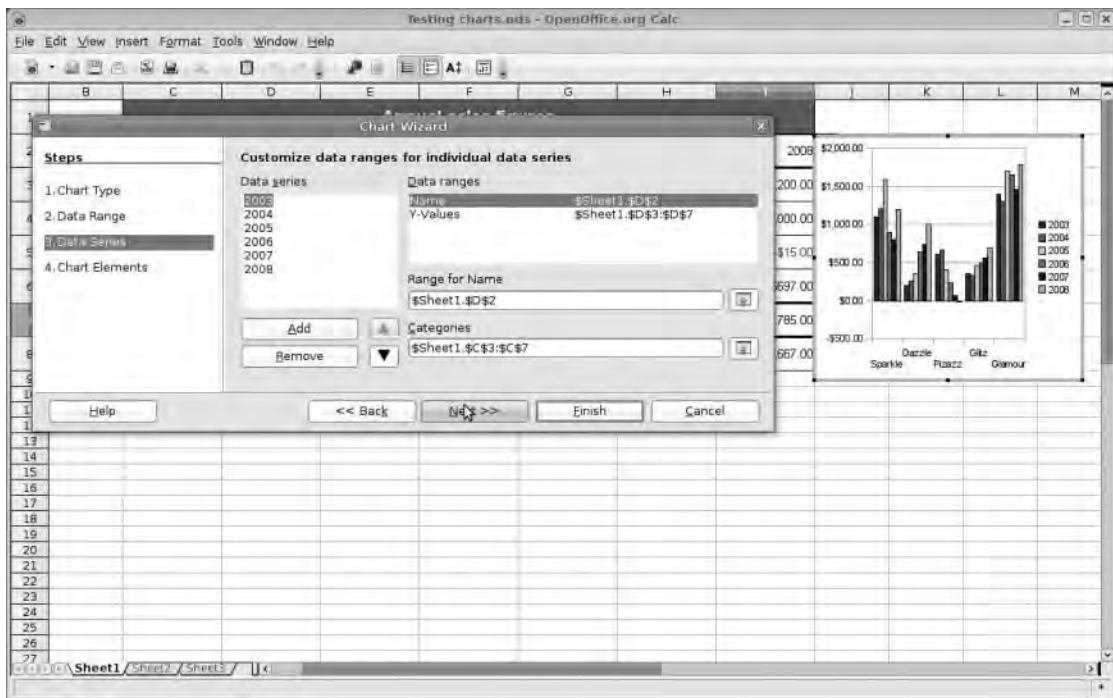 Testing charts.ods - OpenOffice.org Calc
File Edit View Insert Format Tools Window Help
B C D E F G H I J K L M
Chart Wizard
Steps
1. Chart Type
2. Data Range
3. Data Series
4. Chart Elements
Customize data ranges for individual data series
Data series
2003
2004
2005
2006
2007
2008
Add
Remove
Data ranges
Name $Sheet1.$D$2
Y-Values $Sheet1.$D$3:$D$7
Range for Name
$Sheet1.$D$2
Categories
$Sheet1.$C$3:$C$7
Help
<< Back
Next >>
Finish
Cancel
2008
200.00
000.00
$15.00
697.00
785.00
667.00
$2,000.00
$1,500.00
$1,000.00
$500.00
$0.00
-$500.00
Sparkle
Dazzle
Pizazz
Glitz
Glamour
2003
2004
2005
2006
2007
2008
13
14
15
16
17
18
19
20
21
22
23
24
25
26
27
Sheet1 Sheet2 Sheet3